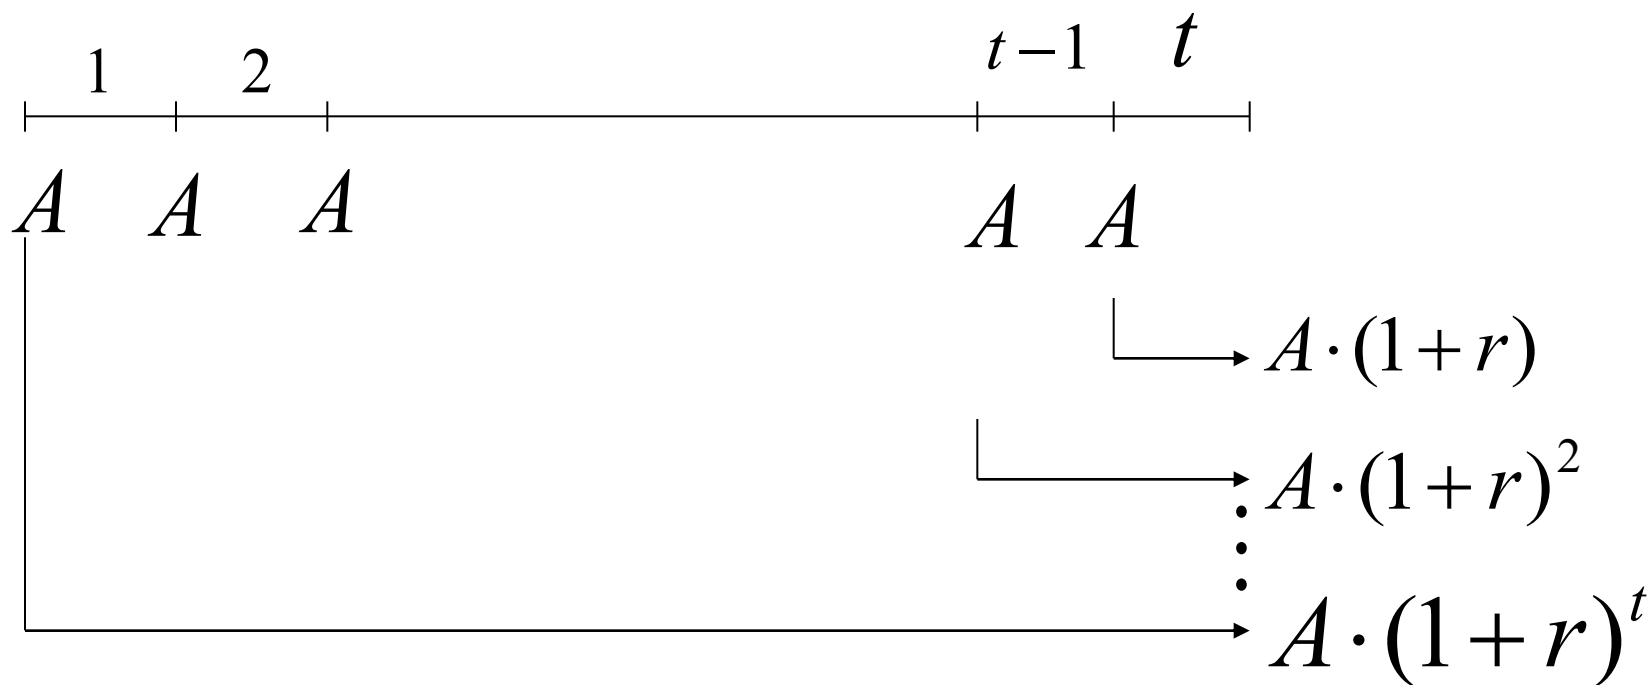 1 2 t − 1 t
A A A A A
A · (1 + r)
A · (1 + r)²
A · (1 + r)ᵗ